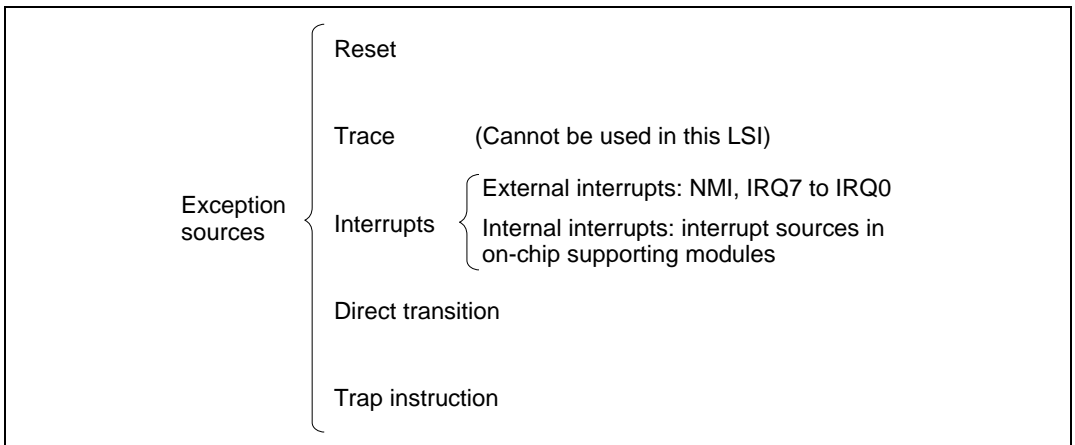 Reset
Trace (Cannot be used in this LSI)
Exception
sources
Interrupts
External interrupts: NMI, IRQ7 to IRQ0
Internal interrupts: interrupt sources in
on-chip supporting modules
Direct transition
Trap instruction